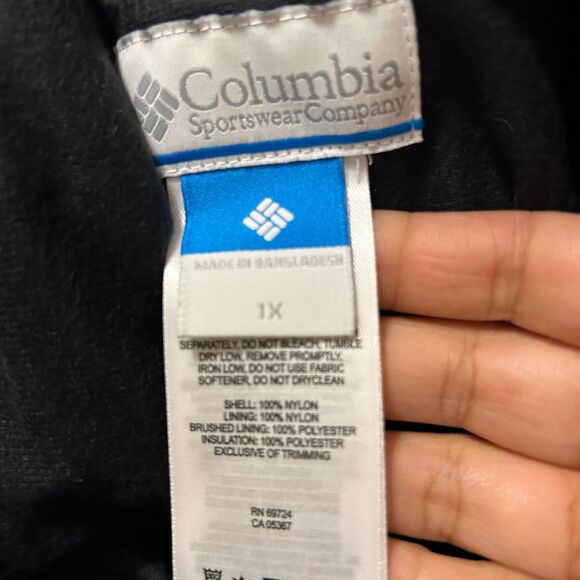 Columbia
Sportswear Company
MADE IN BANGLADESH
1X
SEPARATELY, DO NOT BLEACH, TUMBLE
DRY LOW, REMOVE PROMPTLY,
IRON LOW, DO NOT USE FABRIC
SOFTENER, DO NOT DRYCLEAN
SHELL: 100% NYLON
LINING: 100% NYLON
BRUSHED LINING: 100% POLYESTER
INSULATION: 100% POLYESTER
EXCLUSIVE OF TRIMMING
RN 69724
CA 05367